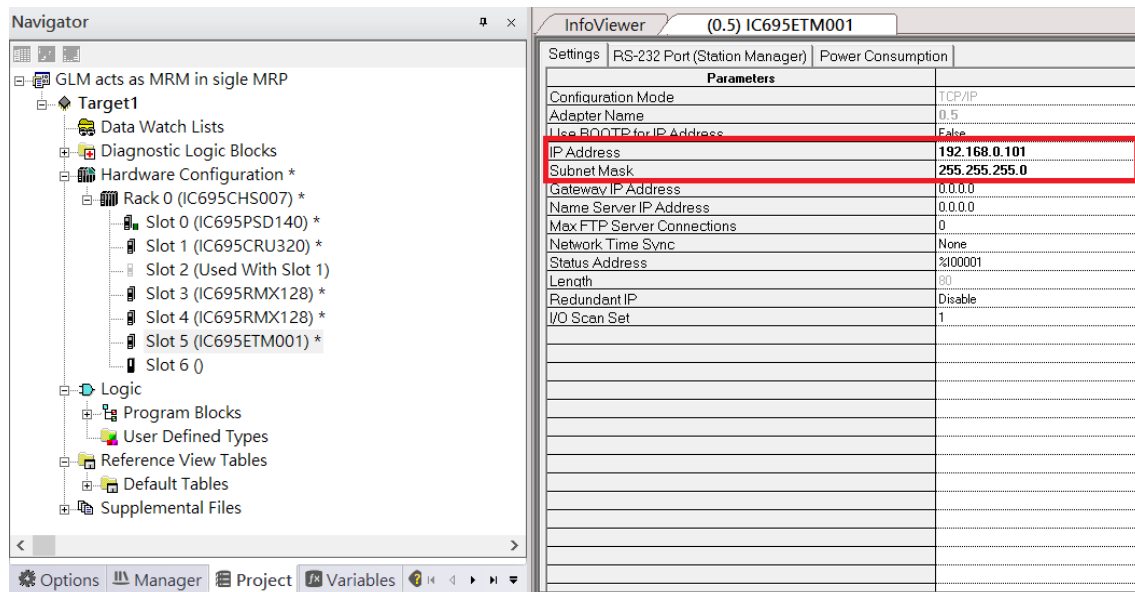 Navigator
GLM acts as MRM in sigle MRP
Target1
Data Watch Lists
Diagnostic Logic Blocks
Hardware Configuration *
Rack 0 (IC695CHS007) *
Slot 0 (IC695PSD140) *
Slot 1 (IC695CRU320) *
Slot 2 (Used With Slot 1)
Slot 3 (IC695RMX128) *
Slot 4 (IC695RMX128) *
Slot 5 (IC695ETM001) *
Slot 6 ()
Logic
Program Blocks
User Defined Types
Reference View Tables
Default Tables
Supplemental Files
Options Manager Project Variables
InfoViewer (0.5) IC695ETM001
Settings RS-232 Port (Station Manager) Power Consumption
Parameters
Configuration Mode TCP/IP
Adapter Name 0.5
Use BOOTP for IP Address False
IP Address 192.168.0.101
Subnet Mask 255.255.255.0
Gateway IP Address 0.0.0.0
Name Server IP Address 0.0.0.0
Max FTP Server Connections 0
Network Time Sync None
Status Address %I00001
Length 80
Redundant IP Disable
I/O Scan Set 1